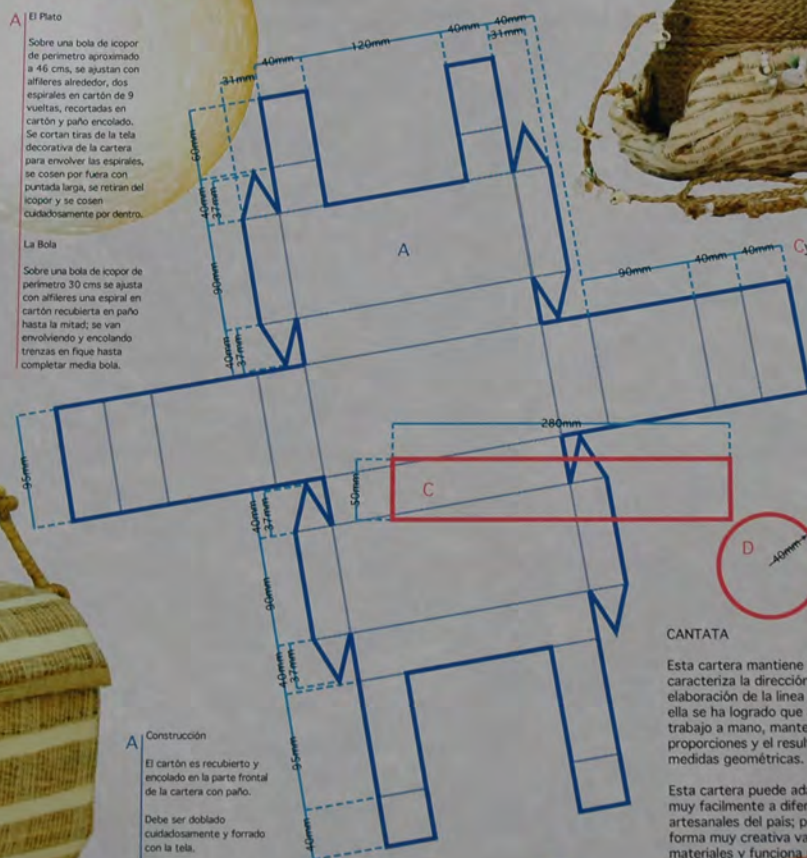 A
El Plato
Sobre una bola de icopor
de perimetro aproximado
a 46 cms, se ajustan con
alfileres alrededor, dos
espirales en cartón de 9
vueltas, recortadas en
cartón y paño encolado.
Se cortan tiras de la tela
decorativa de la cartera
para envolver las espirales,
se cosen por fuera con
puntada larga, se retiran del
icopor y se cosen
cuidadosamente por dentro.
La Bola
Sobre una bola de icopor de
perimetro 30 cms se ajusta
con alfileres una espiral en
cartón recubierta en paño
hasta la mitad; se van
envolviendo y encolando
trenzas en fique hasta
completar media bola.
31mm
40mm
120mm
40mm
40mm
31mm
60mm
40mm
37mm
90mm
40mm
37mm
A
90mm
40mm
40mm
95mm
280mm
50mm
C
40mm
37mm
90mm
40mm
37mm
95mm
40mm
D
40mm
A
Construcción
El cartón es recubierto y
encolado en la parte frontal
de la cartera con paño.
Debe ser doblado
cuidadosamente y forrado
con la tela.
CANTATA
Esta cartera mantiene
caracteriza la dirección
elaboración de la linea
ella se ha logrado que
trabajo a mano, mante
proporciones y el resul
medidas geométricas.
Esta cartera puede ada
muy facilmente a difer
artesanales del pais; p
forma muy creativa va
materiales y funciona